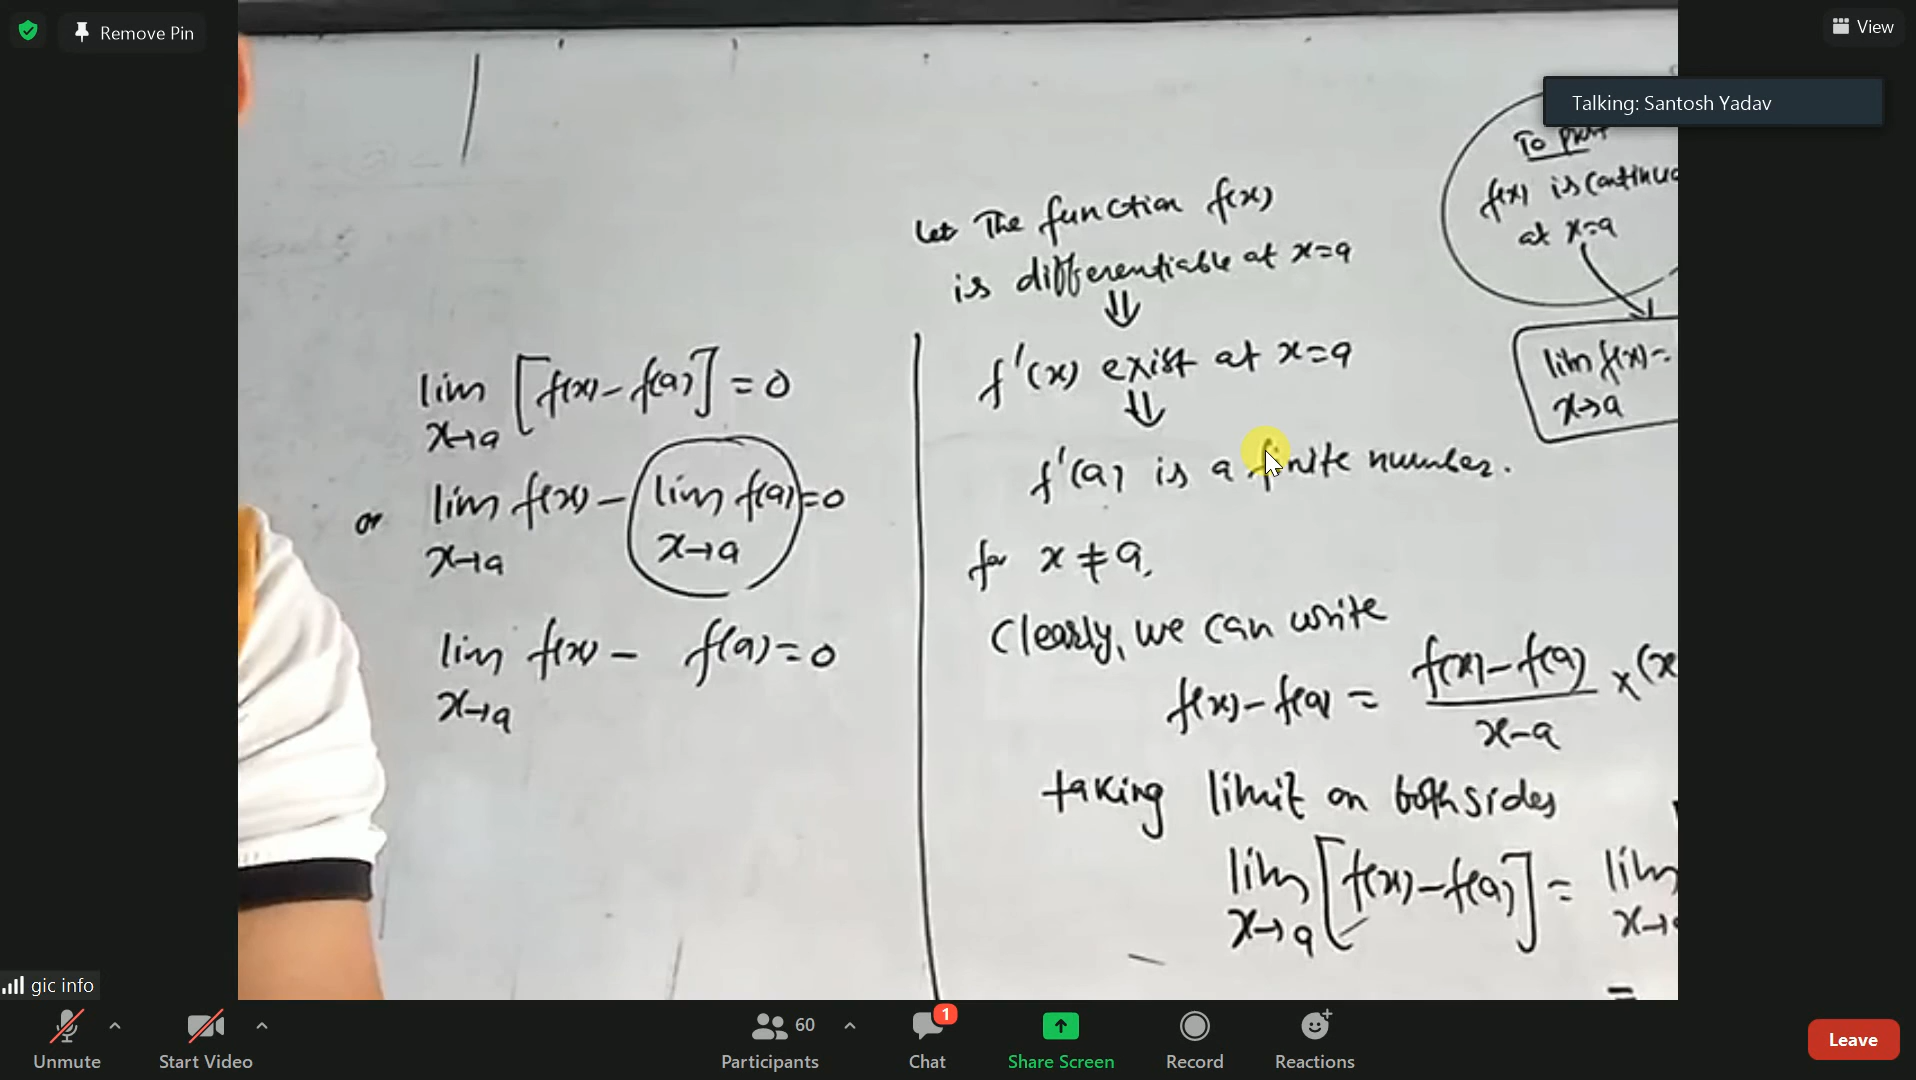 Remove Pin
View
Talking: Santosh Yadav
To
f(x) is
at x=a
lim f(x)=
x→a
Let The function f(x)
is differentiable at x=a
⇓
f'(x) exist at x=a
⇓
f'(a) is a finite number.
for x ≠ a.
Clearly, we can write
f(x)-f(a) = f(x)-f(a) ×(x
x-a
taking limit on both sides
lim [f(x)-f(a)] = lim
x→a x→
=
lim [f(x)-f(a)] = 0
x→a
or lim f(x) - lim f(a) = 0
x→a x→a
lim f(x) - f(a) = 0
x→a
gic info
Unmute
Start Video
60
Participants
1
Chat
Share Screen
Record
Reactions
Leave